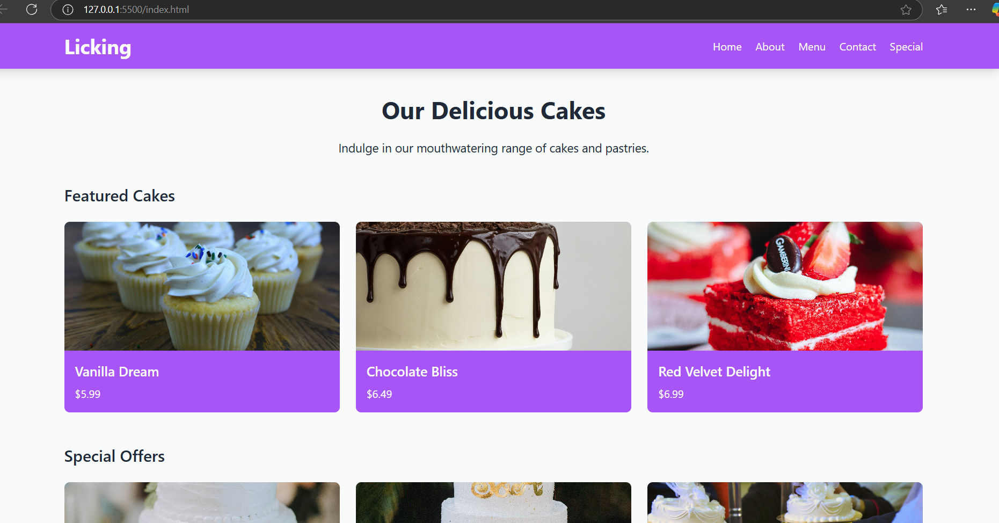 127.0.0.1:5500/index.html
Licking
Home About Menu Contact Special
Our Delicious Cakes
Indulge in our mouthwatering range of cakes and pastries.
Featured Cakes
GAMBERINI
Vanilla Dream
Chocolate Bliss
Red Velvet Delight
$5.99
$6.49
$6.99
Special Offers